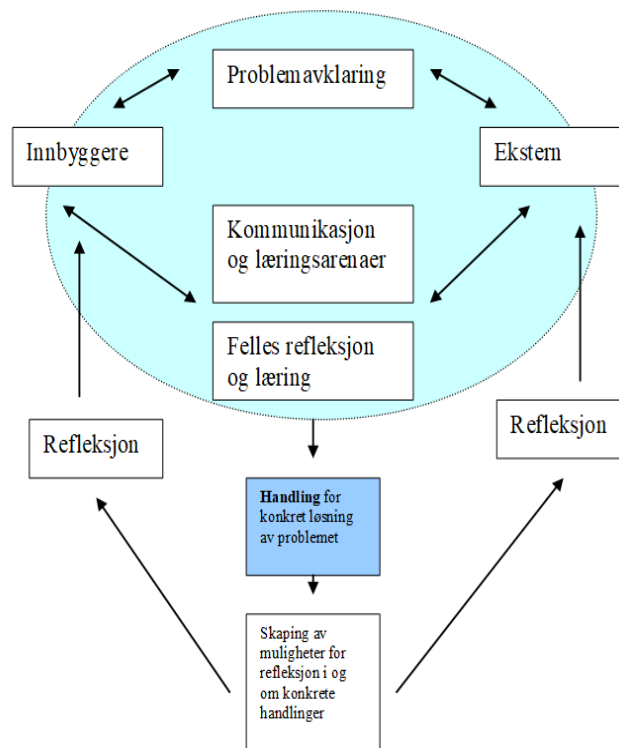 Problemavklaring
Innbyggere
Ekstern
Kommunikasjon
og læringsarenaer
Felles refleksjon
og læring
Refleksjon
Refleksjon
Handling for
konkret løsning
av problemet
Skaping av
muligheter for
refleksjon i og
om konkrete
handlinger